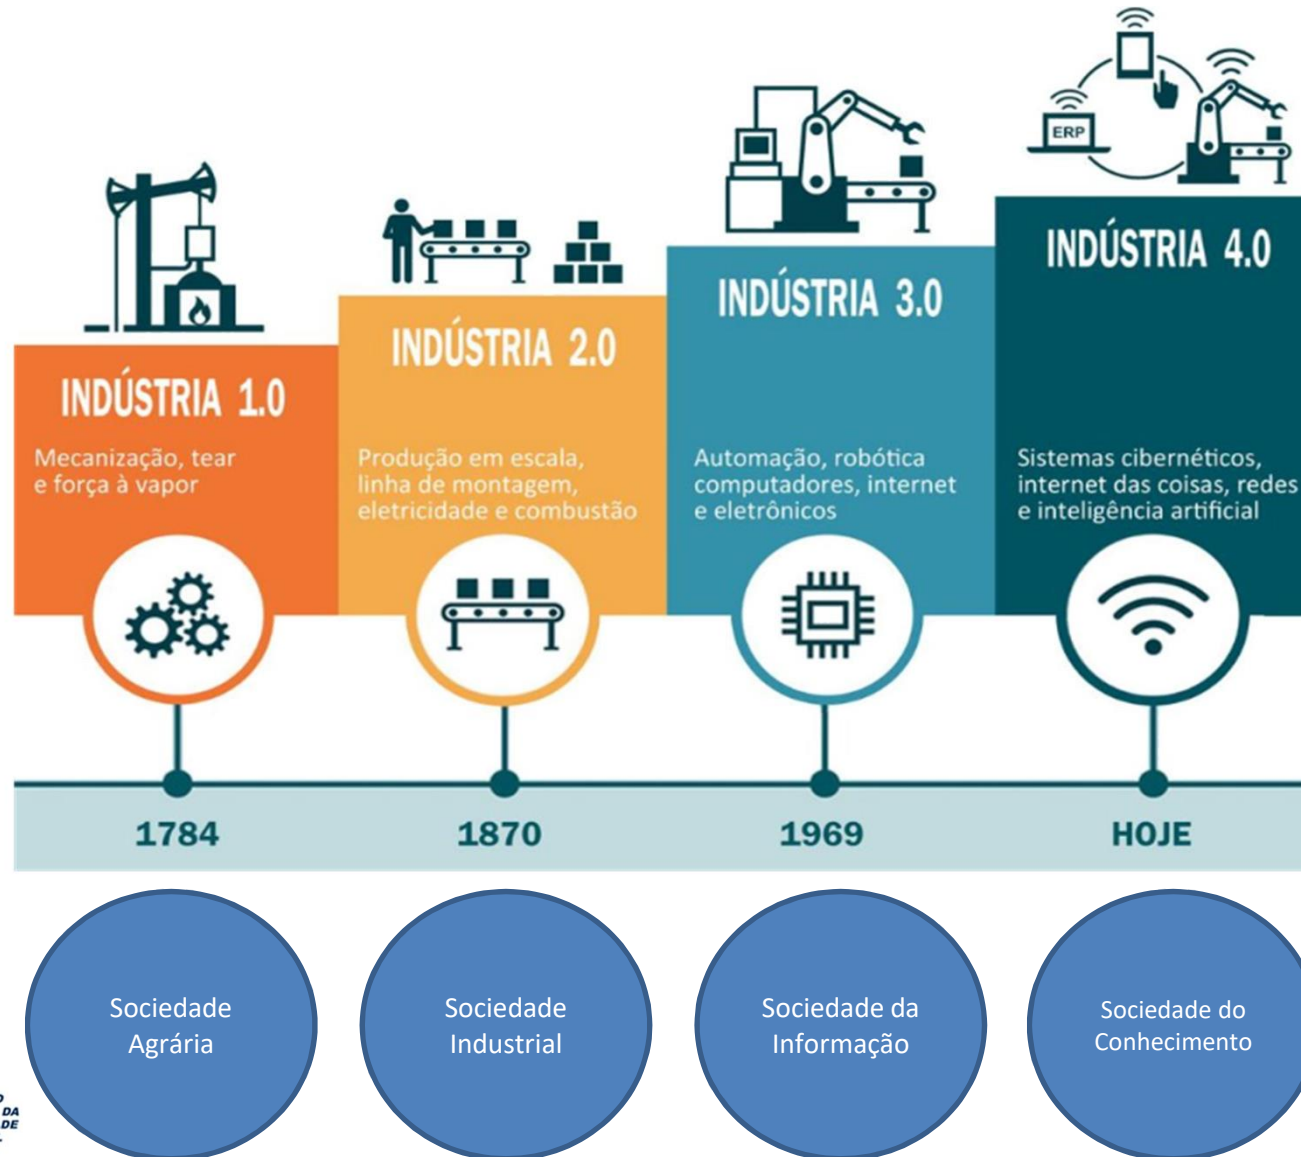 ERP
INDÚSTRIA 1.0
Mecanização, tear
e força à vapor
INDÚSTRIA 2.0
Produção em escala,
linha de montagem,
eletricidade e combustão
INDÚSTRIA 3.0
Automação, robótica
computadores, internet
e eletrônicos
INDÚSTRIA 4.0
Sistemas cibernéticos,
internet das coisas, redes
e inteligência artificial
1784
1870
1969
HOJE
Sociedade
Agrária
Sociedade
Industrial
Sociedade da
Informação
Sociedade do
Conhecimento
DA
DE